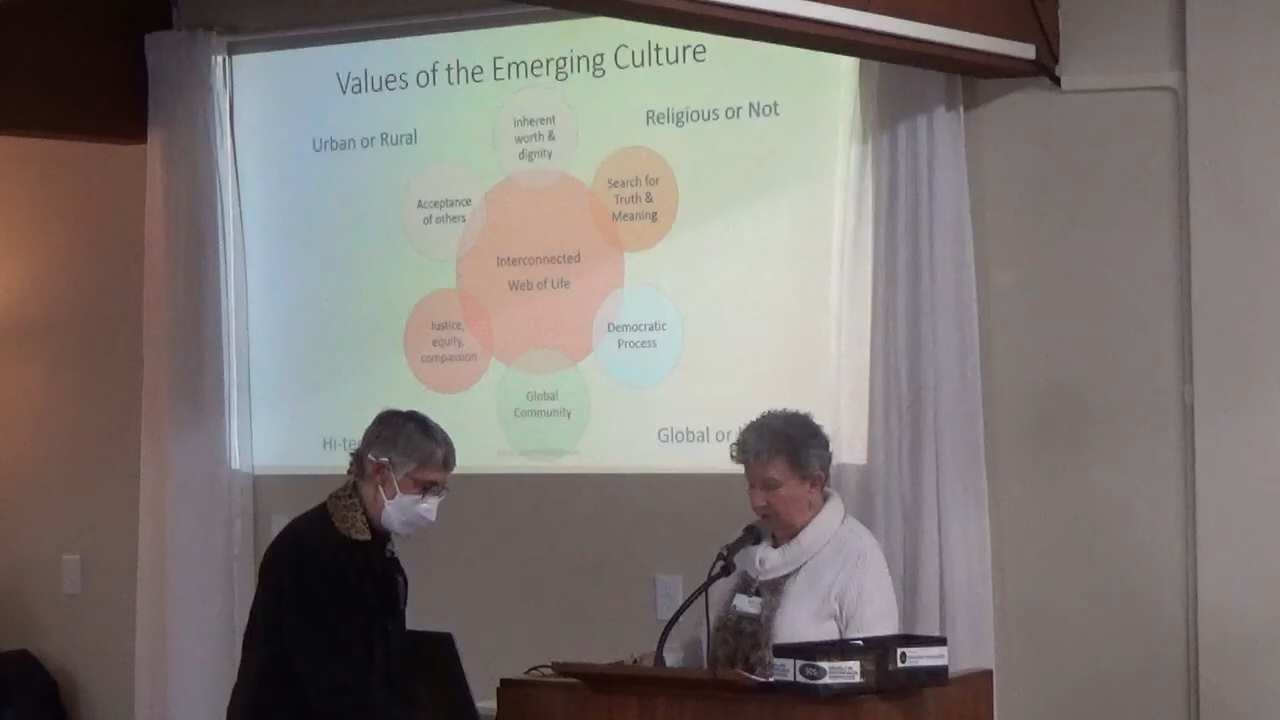 Values of the Emerging Culture
Urban or Rural
Religious or Not
Inherent
worth &
dignity
Acceptance
of others
Search for
Truth &
Meaning
Interconnected
Web of Life
Justice,
equity,
compassion
Democratic
Process
Global
Community
Global or